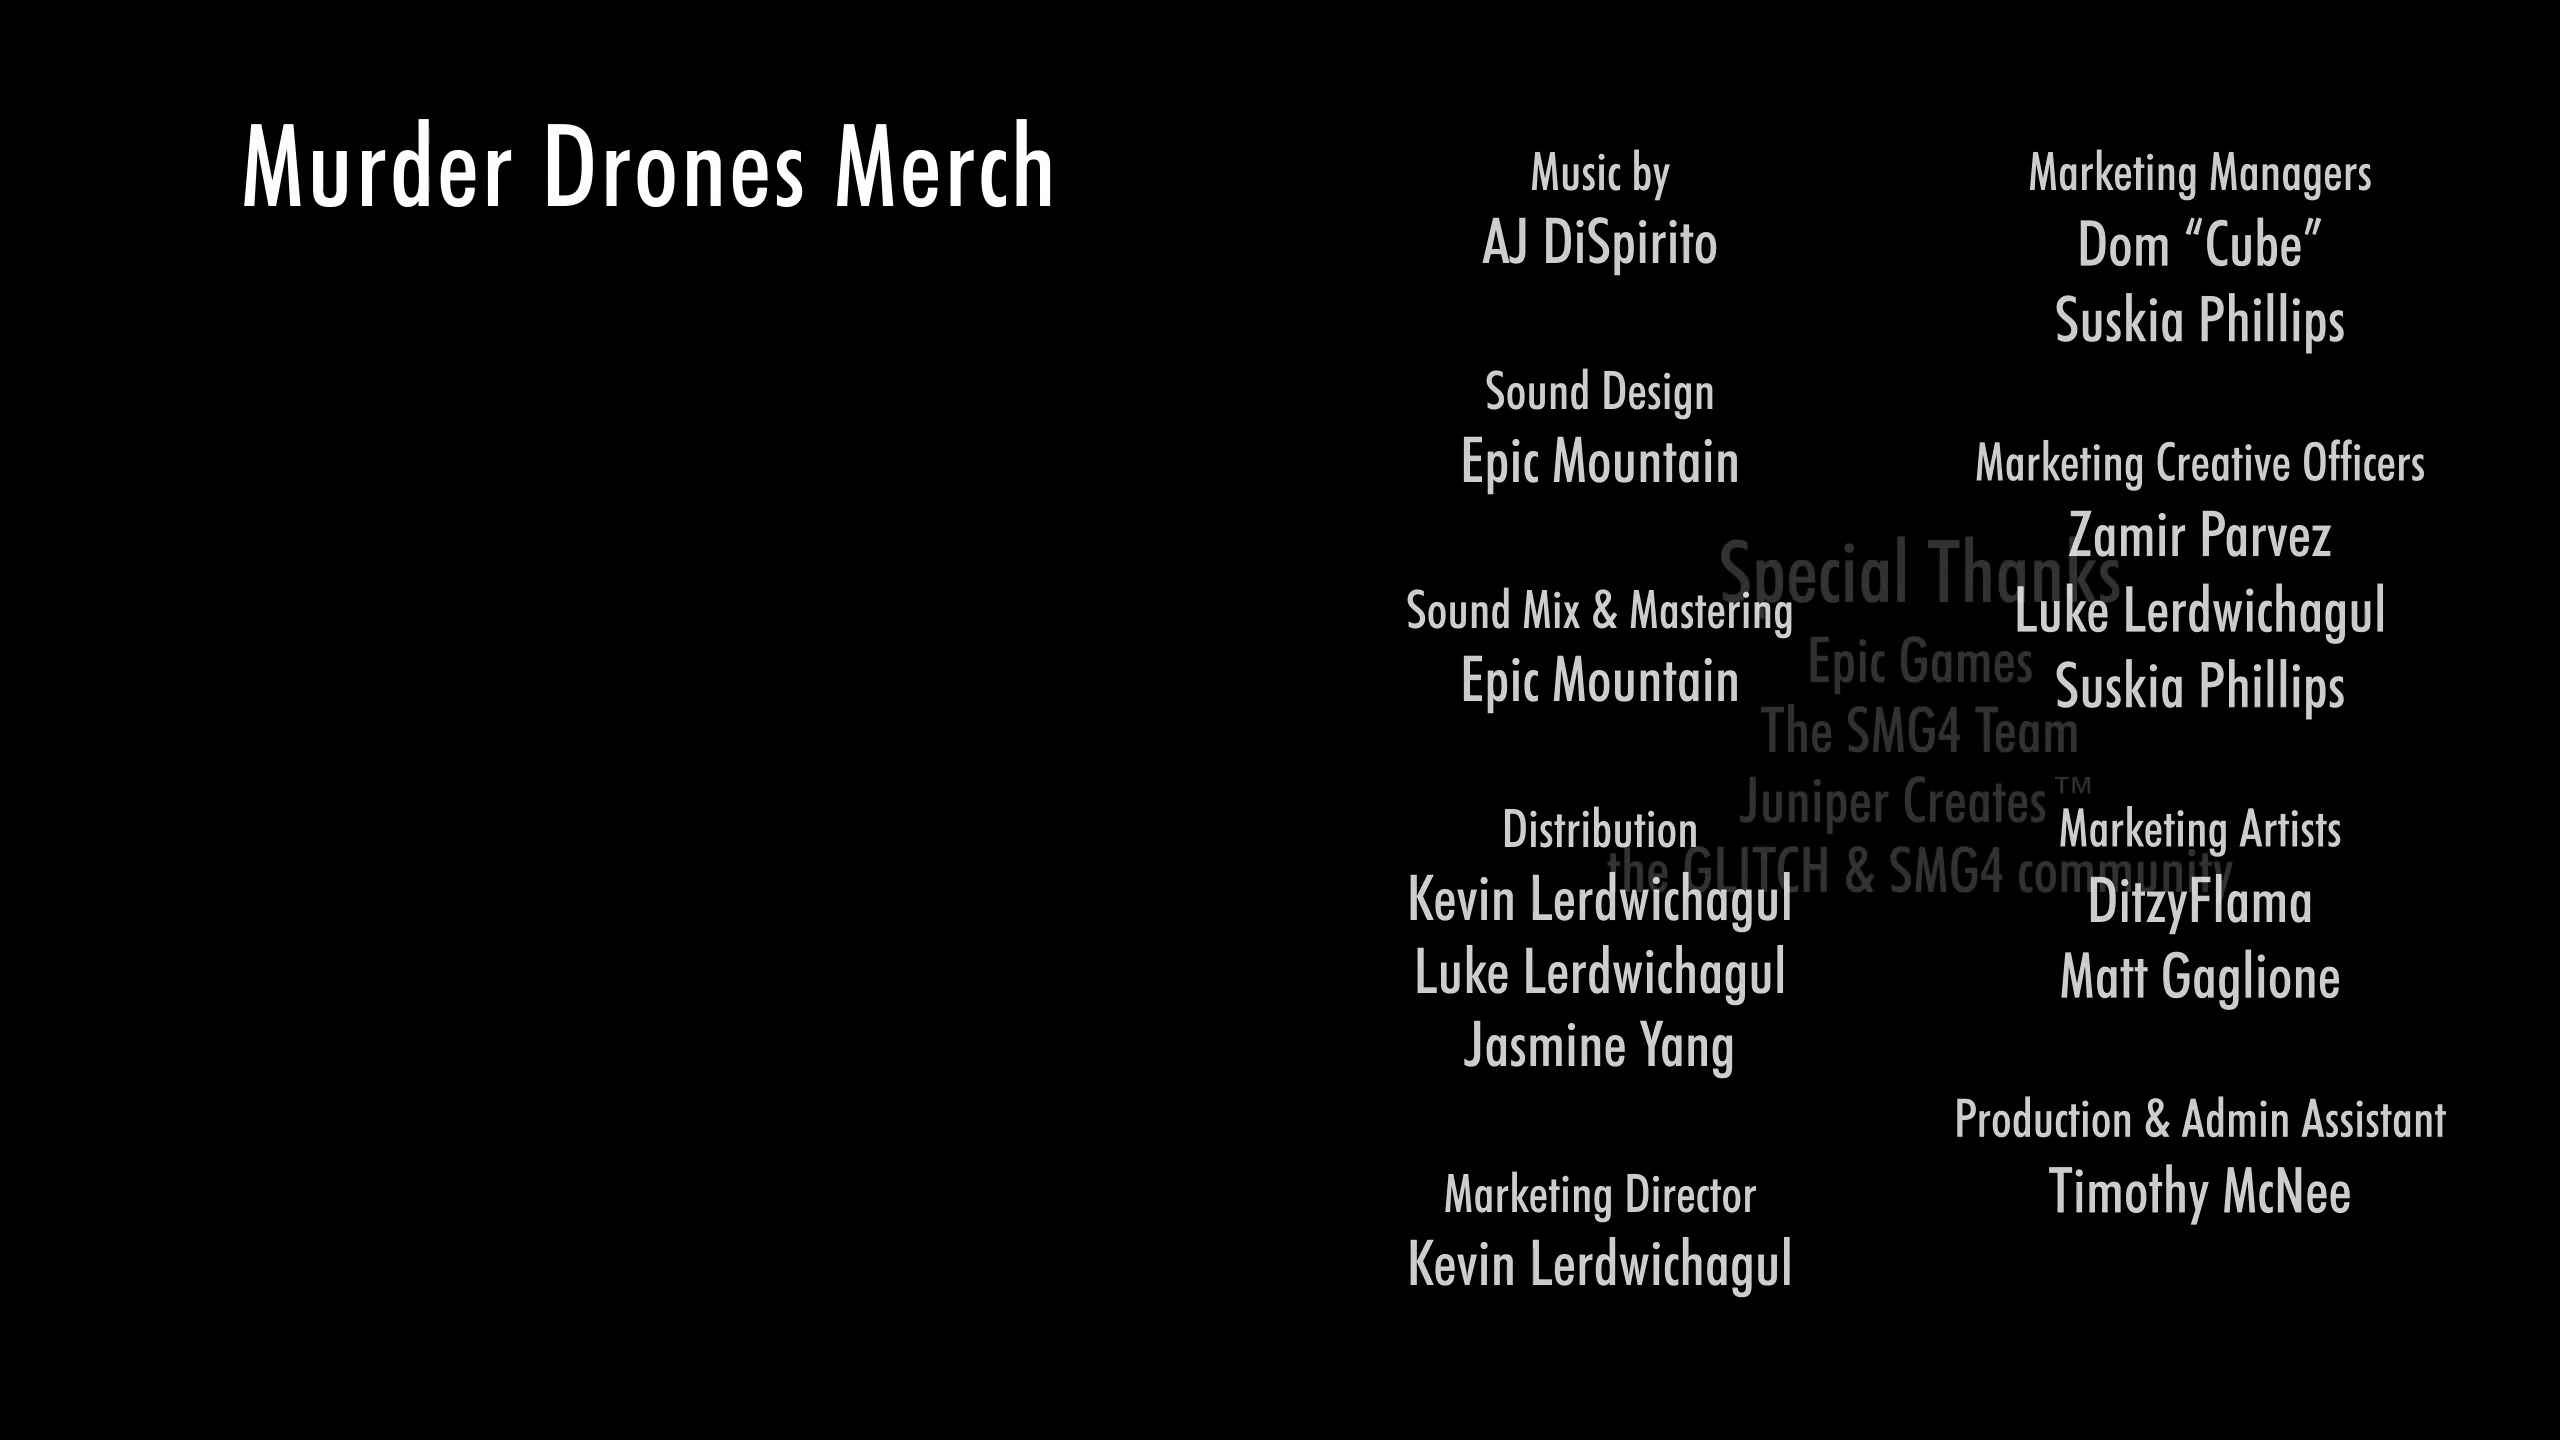 Murder Drones Merch
Music by
AJ DiSpirito
Sound Design
Epic Mountain
Sound Mix & Mastering
Epic Mountain
Distribution
Kevin Lerdwichagul
Luke Lerdwichagul
Jasmine Yang
Marketing Director
Kevin Lerdwichagul
Marketing Managers
Dom “Cube”
Suskia Phillips
Marketing Creative Officers
Zamir Parvez
Luke Lerdwichagul
Suskia Phillips
Marketing Artists
DitzyFlama
Matt Gaglione
Production & Admin Assistant
Timothy McNee
Special Thanks
Epic Games
The SMG4 Team
Juniper Creates™
the GLITCH & SMG4 community